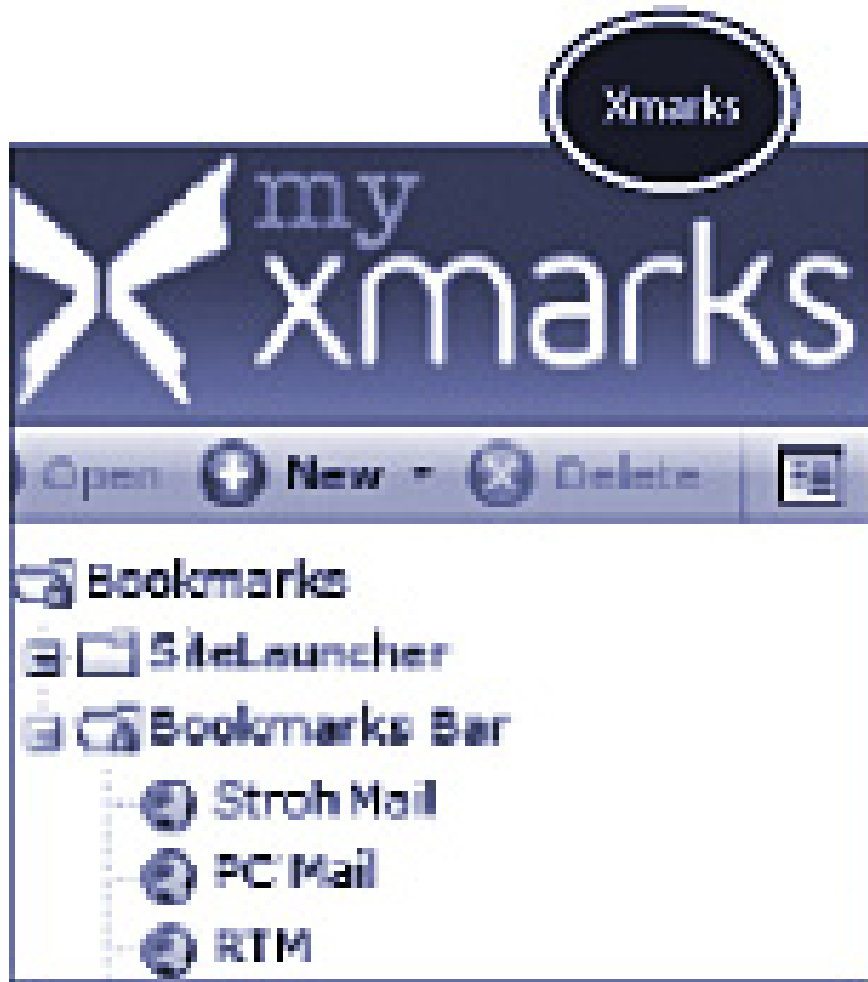 Xmarks
my
xmarks
Open New Delete
Bookmarks
SiteLauncher
Bookmarks Bar
Stroh Mail
PC Mail
RTM